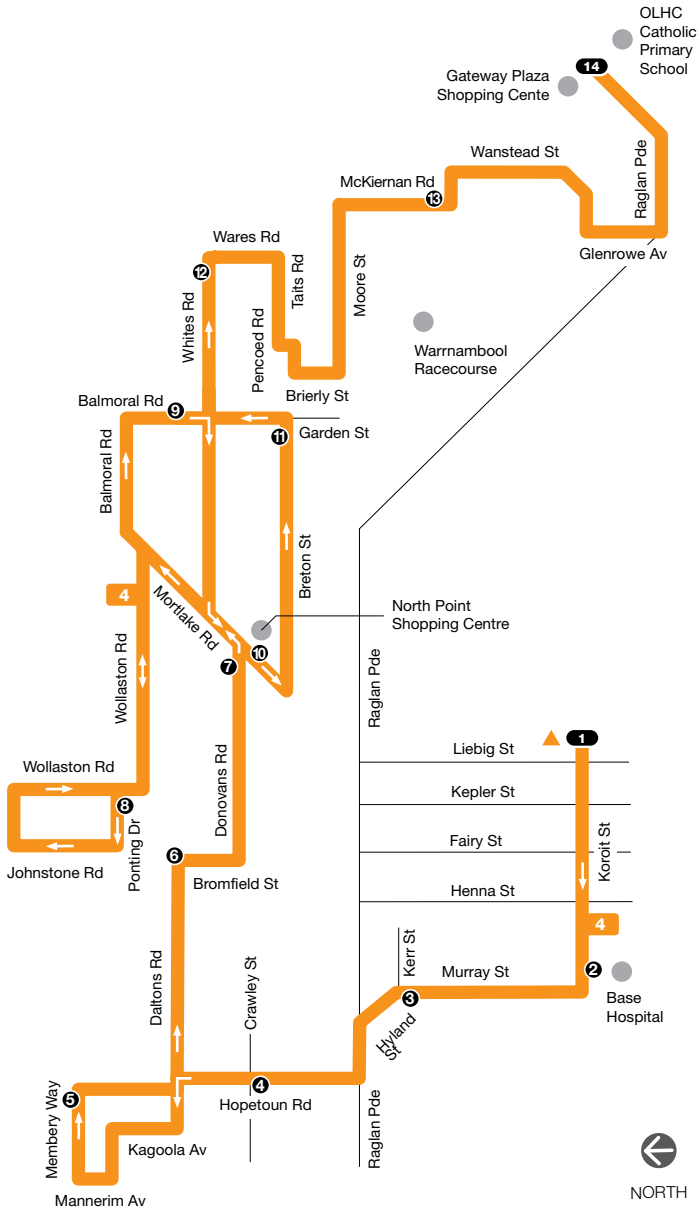 OLHC
Catholic
Primary
School
14
Gateway Plaza
Shopping Cente
Wanstead St
Raglan Pde
McKiernan Rd
13
Glenrowe Av
Wares Rd
12
Taits Rd
Moore St
Whites Rd
Pencoed Rd
Warrnambool
Racecourse
Brierly St
Balmoral Rd
9
Garden St
11
Balmoral Rd
Breton St
4
Mortlake Rd
North Point
Shopping Centre
10
7
Wollaston Rd
Raglan Pde
1
Liebig St
Wollaston Rd
Donovans Rd
Kepler St
8
Ponting Dr
Fairy St
Koroit St
6
Johnstone Rd
Bromfield St
Henna St
4
Kerr St
Murray St
2
Base
Hospital
3
Daltons Rd
Crawley St
Hyland
St
5
4
Hopetoun Rd
Membery Way
Raglan Pde
Kagoola Av
Mannerim Av
NORTH